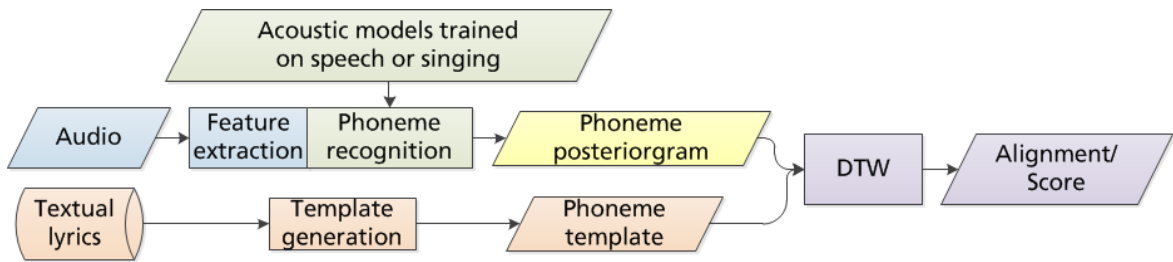 Acoustic models trained
on speech or singing
Audio
Feature
extraction
Phoneme
recognition
Phoneme
posteriorgram
DTW
Alignment/
Score
Textual
lyrics
Template
generation
Phoneme
template